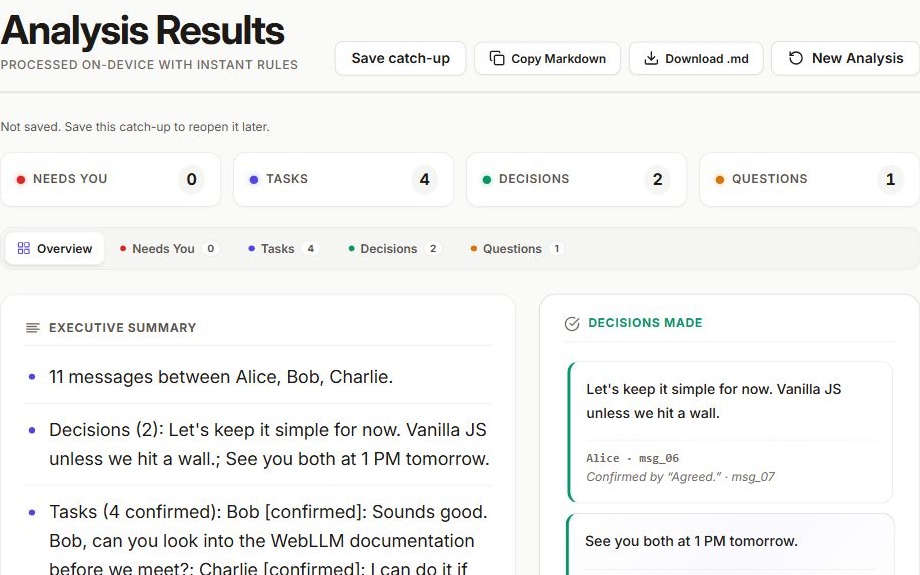 Analysis Results
PROCESSED ON-DEVICE WITH INSTANT RULES
Save catch-up
Copy Markdown
Download .md
New Analysis
Not saved. Save this catch-up to reopen it later.
NEEDS YOU 0
TASKS 4
DECISIONS 2
QUESTIONS 1
Overview
Needs You 0
Tasks 4
Decisions 2
Questions 1
EXECUTIVE SUMMARY
11 messages between Alice, Bob, Charlie.
Decisions (2): Let's keep it simple for now. Vanilla JS
unless we hit a wall.; See you both at 1 PM tomorrow.
Tasks (4 confirmed): Bob [confirmed]: Sounds good.
Bob, can you look into the WebLLM documentation
before we meet?; Charlie [confirmed]: I can do it if
DECISIONS MADE
Let's keep it simple for now. Vanilla JS
unless we hit a wall.
Alice · msg_06
Confirmed by “Agreed.” · msg_07
See you both at 1 PM tomorrow.